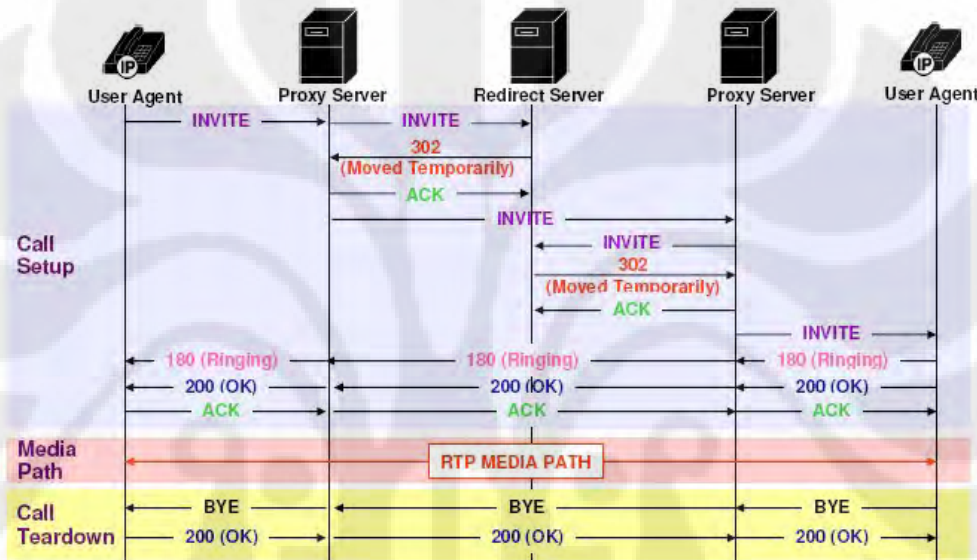 IP
IP
User Agent
Proxy Server
Redirect Server
Proxy Server
User Agent
INVITE
INVITE
302
(Moved Temporarily)
ACK
INVITE
Call
Setup
INVITE
302
(Moved Temporarily)
ACK
INVITE
180 (Ringing)
180 (Ringing)
180 (Ringing)
200 (OK)
200 (OK)
200 (OK)
ACK
ACK
ACK
Media
Path
RTP MEDIA PATH
Call
Teardown
BYE
BYE
BYE
200 (OK)
200 (OK)
200 (OK)